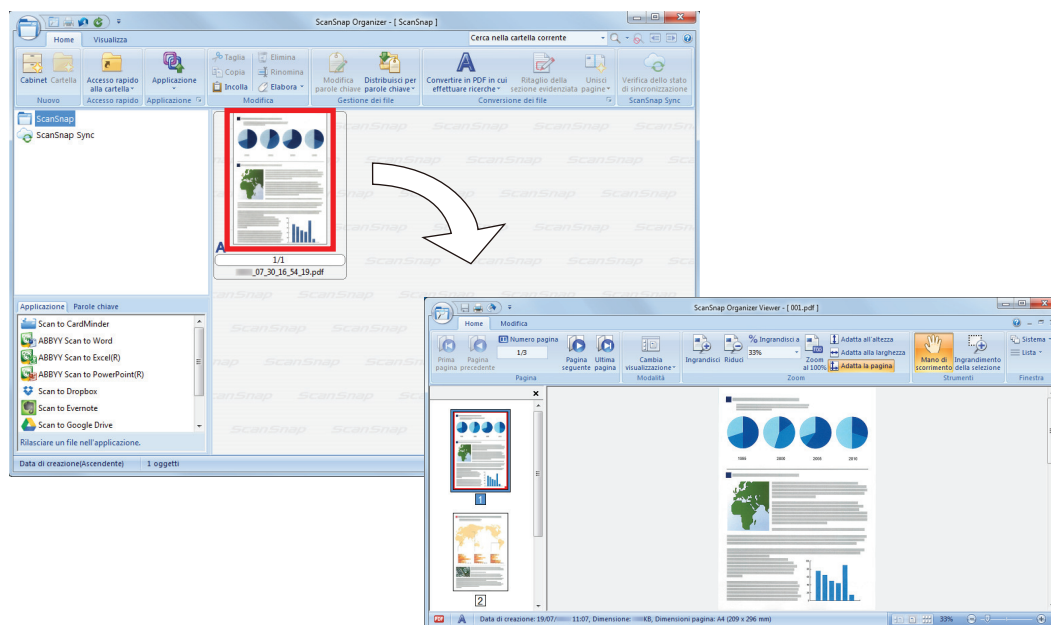 ScanSnap Organizer - [ ScanSnap ]
Home Visualizza
Cerca nella cartella corrente
Cabinet Cartella
Accesso rapido alla cartella
Applicazione
Taglia Elimina
Copia Rinomina
Incolla Elabora
Modifica parole chiave
Distribuisci per parole chiave
Convertire in PDF in cui effettuare ricerche
Ritaglio della sezione evidenziata
Unisci pagine
Verifica dello stato di sincronizzazione
Nuovo Accesso rapido Applicazione Modifica Gestione dei file Conversione dei file ScanSnap Sync
ScanSnap
ScanSnap Sync
A
1/1
_07_30_16_54_19.pdf
Applicazione Parole chiave
Scan to CardMinder
ABBYY Scan to Word
ABBYY Scan to Excel(R)
ABBYY Scan to PowerPoint(R)
Scan to Dropbox
Scan to Evernote
Scan to Google Drive
Rilasciare un file nell'applicazione.
Data di creazione(Ascendente) 1 oggetti
ScanSnap Organizer Viewer - [ 001.pdf ]
Home Modifica
Prima pagina
Pagina precedente
Numero pagina
1/3
Pagina seguente
Ultima pagina
Cambia visualizzazione
Ingrandisci Riduci
% Ingrandisci a
33%
Zoom al 100%
Adatta all'altezza
Adatta alla larghezza
Adatta la pagina
Mano di scorrimento
Ingrandimento della selezione
Sistema
Lista
Pagina Modalità Zoom Strumenti Finestra
1
2
1995 2000 2005 2010
PDF A Data di creazione: 19/07/ 11:07, Dimensione: KB, Dimensioni pagina: A4 (209 x 296 mm)
33%